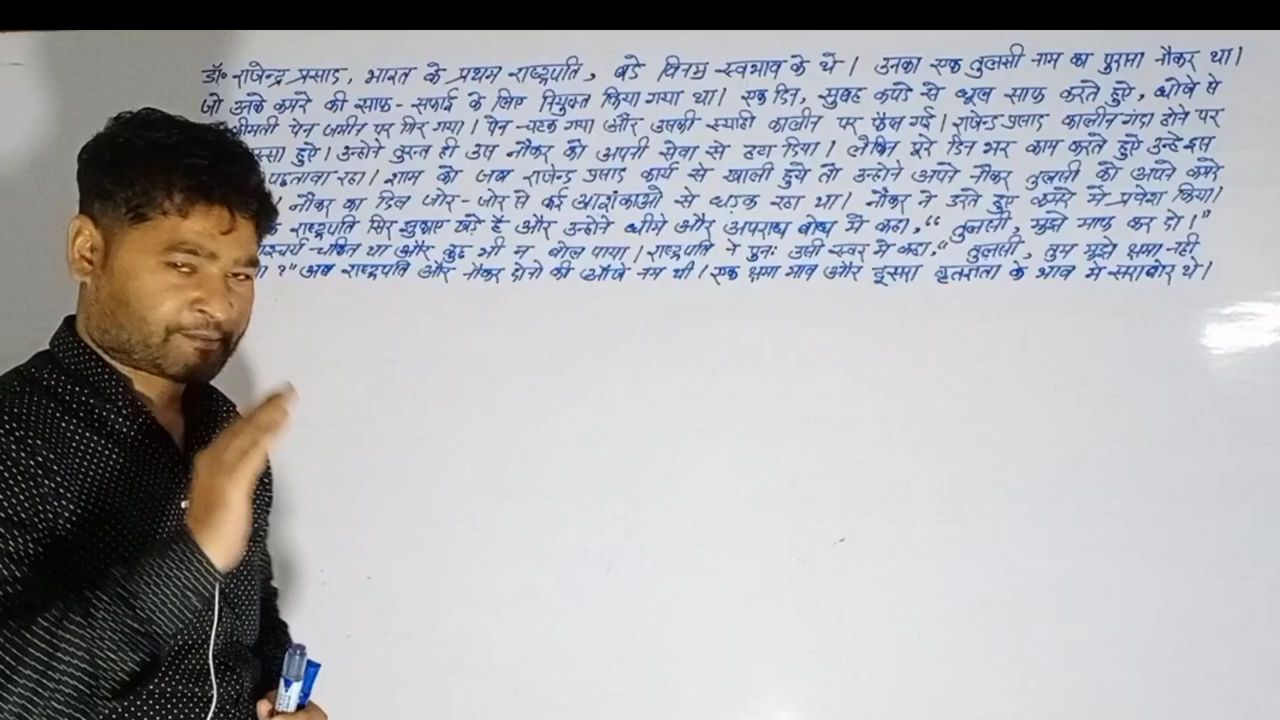 डॉ० राजेन्द्र प्रसाद, भारत के प्रथम राष्ट्रपति, बडे विनम्र स्वभाव के थे। उनका एक तुलसी नाम का पुराना नौकर था।
जो उनके कमरे की साफ-सफाई के लिए नियुक्त किया गया था। एक दिन, सुबह कपडे से धूल साफ करते हुऐ, धोखे से
कीमती पेन जमीन पर गिर गया। पेन चटक गया और उसकी स्याही कालीन पर फैल गई। राजेन्द्र प्रसाद कालीन गंदा होने पर
हुऐ। उन्होने तुरन्त ही उस नौकर को अपनी सेवा से हटा दिया। लेकिन पूरे दिन भर काम करते हुऐ उन्हे इस
पछतावा रहा। शाम को जब राजेन्द्र प्रसाद कार्य से खाली हुये तो उन्होने अपने नौकर तुलसी को अपने कमरे
नौकर का दिल जोर-जोर से कई आशंकाओ से धड़क रहा था। नौकर ने डरते हुए कमरे मे प्रवेश किया।
राष्ट्रपति सिर झुकाए खड़े है और उन्होने धीमे और अपराध बोध मे कहा, “तुलसी, मुझे माफ कर दो।”
चकित था और कुछ भी न बोल पाया। राष्ट्रपति ने पुनः उसी स्वर मे कहा, “तुलसी, तुम मुझे क्षमा नही
?” अब राष्ट्रपति और नौकर दोनो की आँखे नम थी। एक क्षमा भाव और दूसरा कृतज्ञता के भाव मे सराबोर थे।